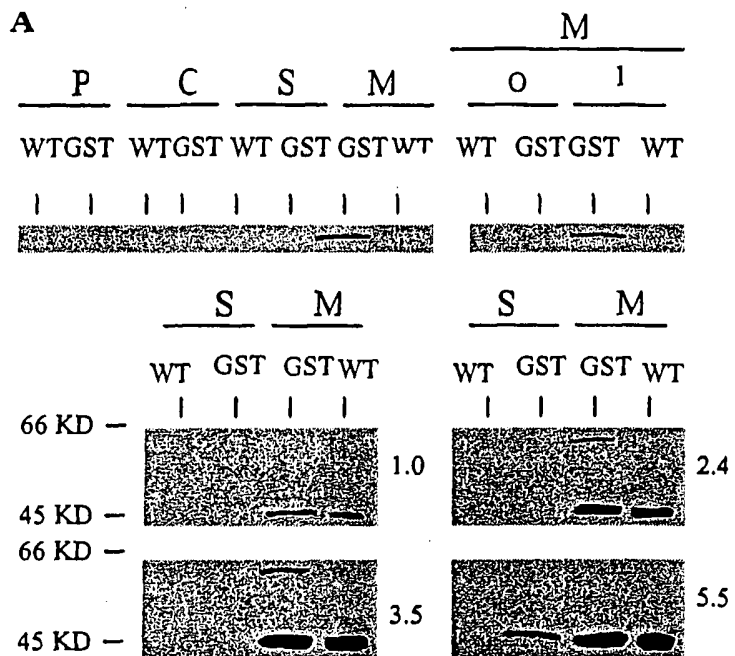 A
M
P C S M o 1
WT GST WT GST WT GST GST WT WT GST GST WT
S M S M
WT GST GST WT WT GST GST WT
66 KD
1.0 2.4
45 KD
66 KD
3.5 5.5
45 KD